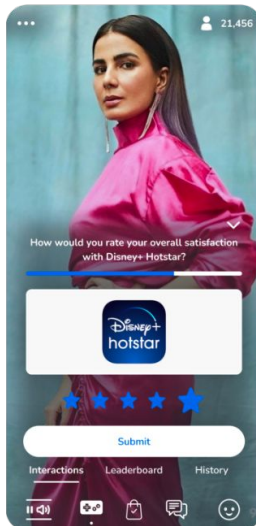 21,456
How would you rate your overall satisfaction
with Disney+ Hotstar?
Disney+
hotstar
Submit
Interactions Leaderboard History